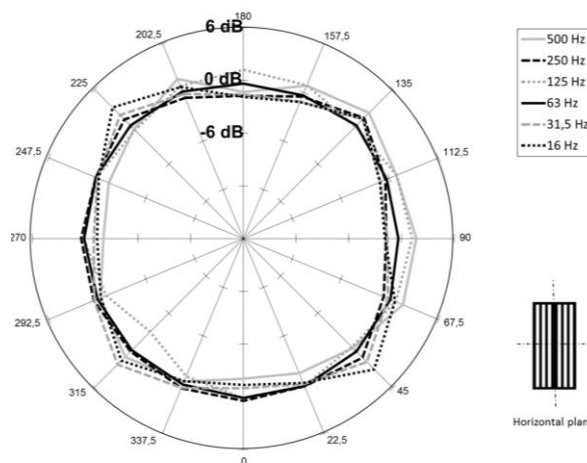 180
6 dB
202,5
157,5
0 dB
225
135
-6 dB
247,5
112,5
270
90
292,5
67,5
315
45
337,5
22,5
0
500 Hz
250 Hz
125 Hz
63 Hz
31,5 Hz
16 Hz
Horizontal plan